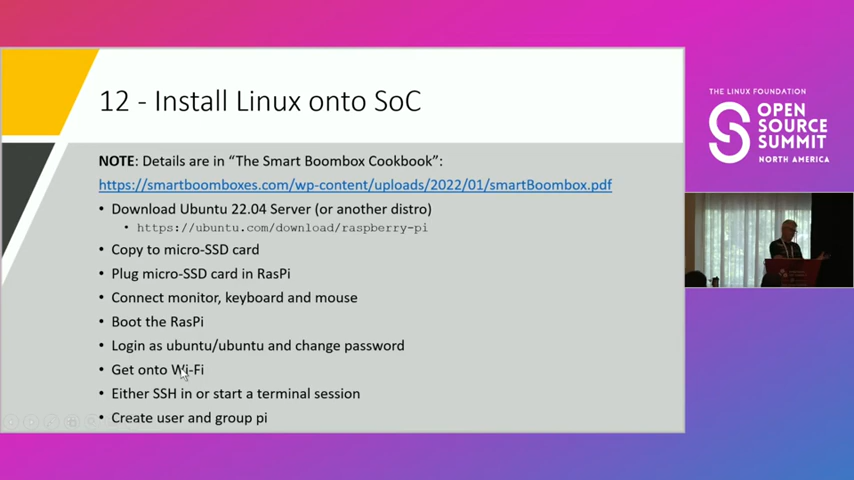 12 - Install Linux onto SoC
NOTE: Details are in “The Smart Boombox Cookbook”:
https://smartboomboxes.com/wp-content/uploads/2022/01/smartBoombox.pdf
• Download Ubuntu 22.04 Server (or another distro)
• https://ubuntu.com/download/raspberry-pi
• Copy to micro-SSD card
• Plug micro-SSD card in RasPi
• Connect monitor, keyboard and mouse
• Boot the RasPi
• Login as ubuntu/ubuntu and change password
• Get onto Wi-Fi
• Either SSH in or start a terminal session
• Create user and group pi
THE LINUX FOUNDATION
OPEN
SOURCE
SUMMIT
NORTH AMERICA